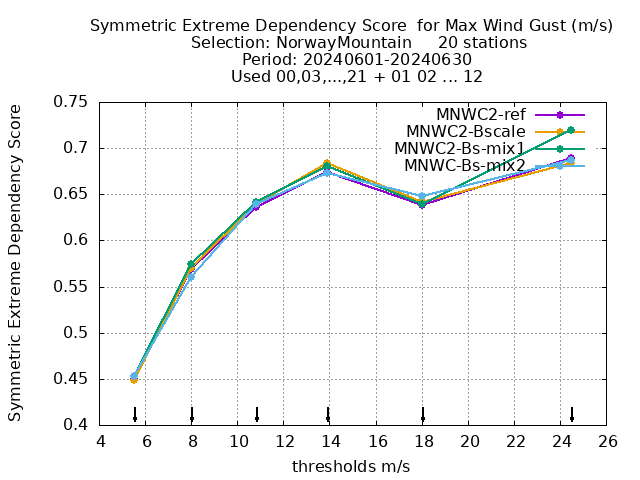 Symmetric Extreme Dependency Score  for Max Wind Gust (m/s)
Selection: NorwayMountain     20 stations
Period: 20240601-20240630
Used 00,03,...,21 + 01 02 ... 12
Symmetric Extreme Dependency Score
0.75
0.7
0.65
0.6
0.55
0.5
0.45
0.4
MNWC2-ref
MNWC2-Bscale
MNWC2-Bs-mix1
MNWC-Bs-mix2
4 6 8 10 12 14 16 18 20 22 24 26
thresholds m/s